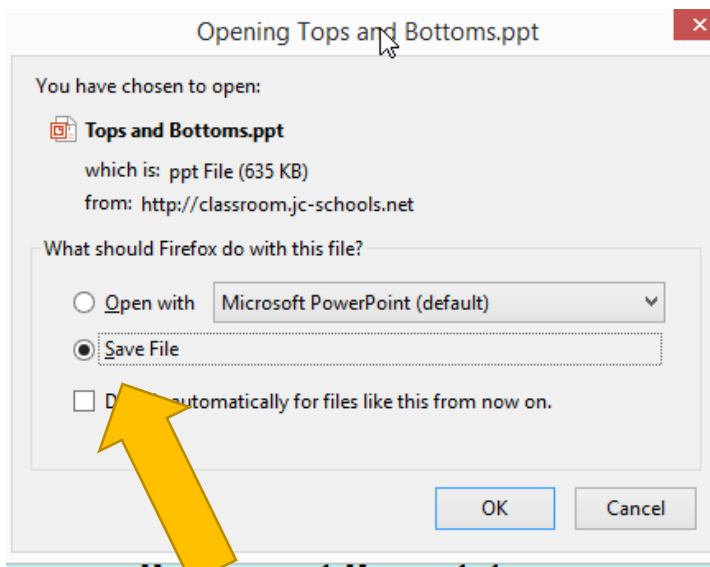 Opening Tops and Bottoms.ppt
You have chosen to open:
Tops and Bottoms.ppt
which is: ppt File (635 KB)
from: http://classroom.jc-schools.net
What should Firefox do with this file?
Open with Microsoft PowerPoint (default)
Save File
automatically for files like this from now on.
OK Cancel